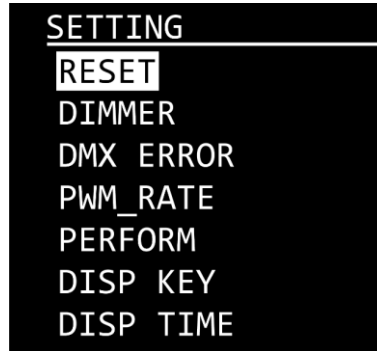 SETTING
RESET
DIMMER
DMX ERROR
PWM_RATE
PERFORM
DISP KEY
DISP TIME